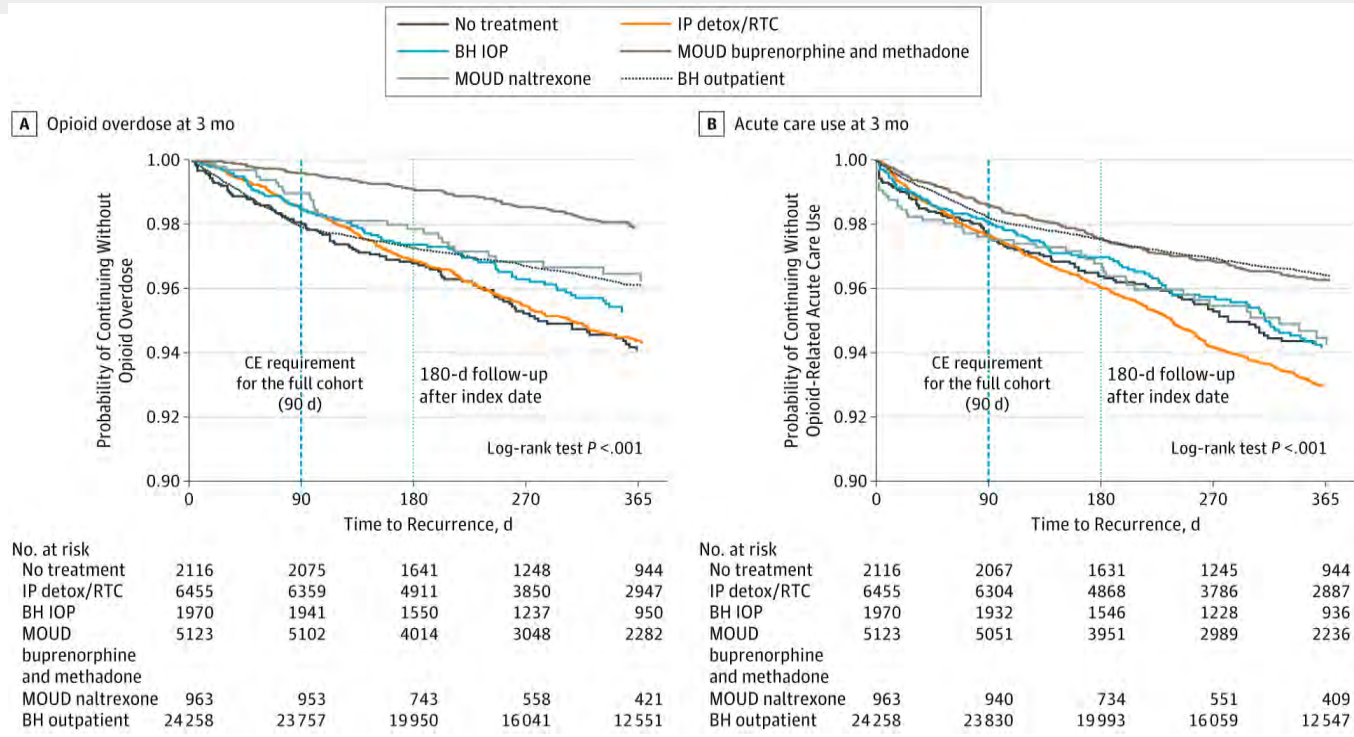 No treatment
IP detox/RTC
BH IOP
MOUD buprenorphine and methadone
MOUD naltrexone
BH outpatient
A Opioid overdose at 3 mo
Probability of Continuing Without
Opioid Overdose
1.00
0.98
0.96
0.94
0.92
0.90
CE requirement
for the full cohort
(90 d)
180-d follow-up
after index date
Log-rank test P <.001
0 90 180 270 365
Time to Recurrence, d
No. at risk
No treatment 2116 2075 1641 1248 944
IP detox/RTC 6455 6359 4911 3850 2947
BH IOP 1970 1941 1550 1237 950
MOUD 5123 5102 4014 3048 2282
buprenorphine
and methadone
MOUD naltrexone 963 953 743 558 421
BH outpatient 24258 23757 19950 16041 12551
B Acute care use at 3 mo
Probability of Continuing Without
Opioid-Related Acute Care Use
1.00
0.98
0.96
0.94
0.92
0.90
CE requirement
for the full cohort
(90 d)
180-d follow-up
after index date
Log-rank test P <.001
0 90 180 270 365
Time to Recurrence, d
No. at risk
No treatment 2116 2067 1631 1245 944
IP detox/RTC 6455 6304 4868 3786 2887
BH IOP 1970 1932 1546 1228 936
MOUD 5123 5051 3951 2989 2236
buprenorphine
and methadone
MOUD naltrexone 963 940 734 551 409
BH outpatient 24258 23830 19993 16059 12547